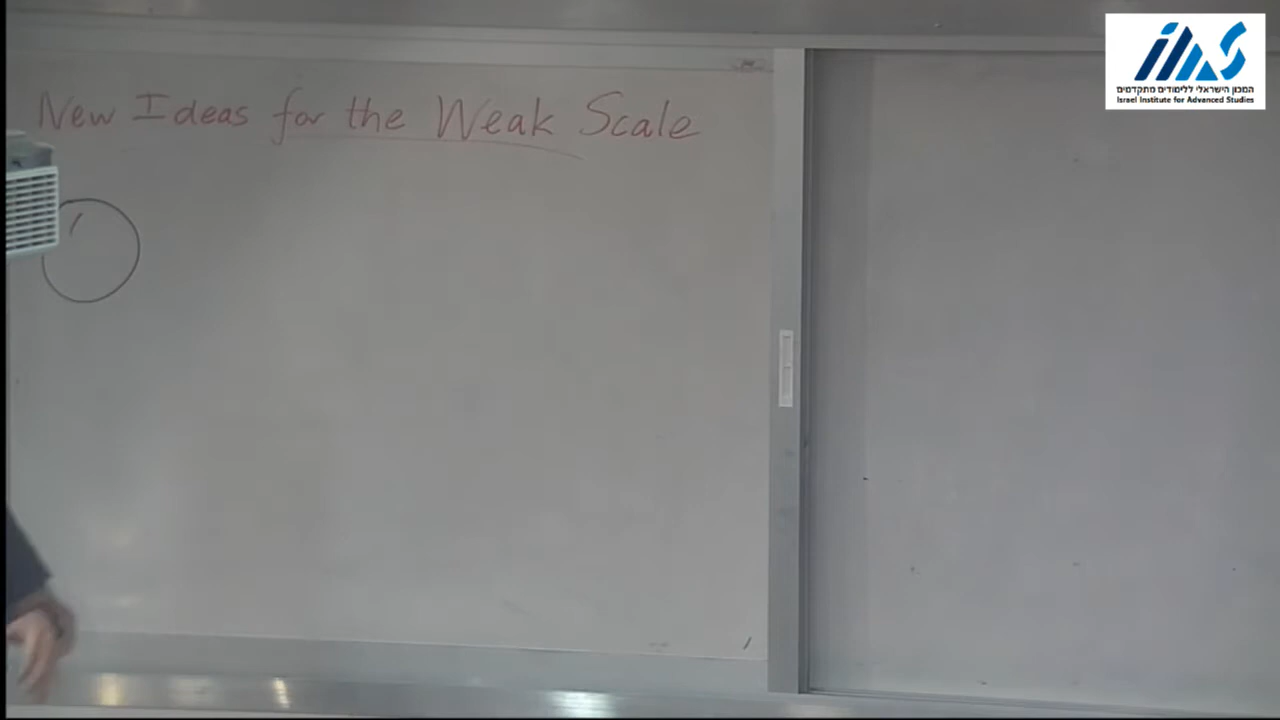 New Ideas for the Weak Scale
המכון הישראלי ללימודים מתקדמים
Israel Institute for Advanced Studies